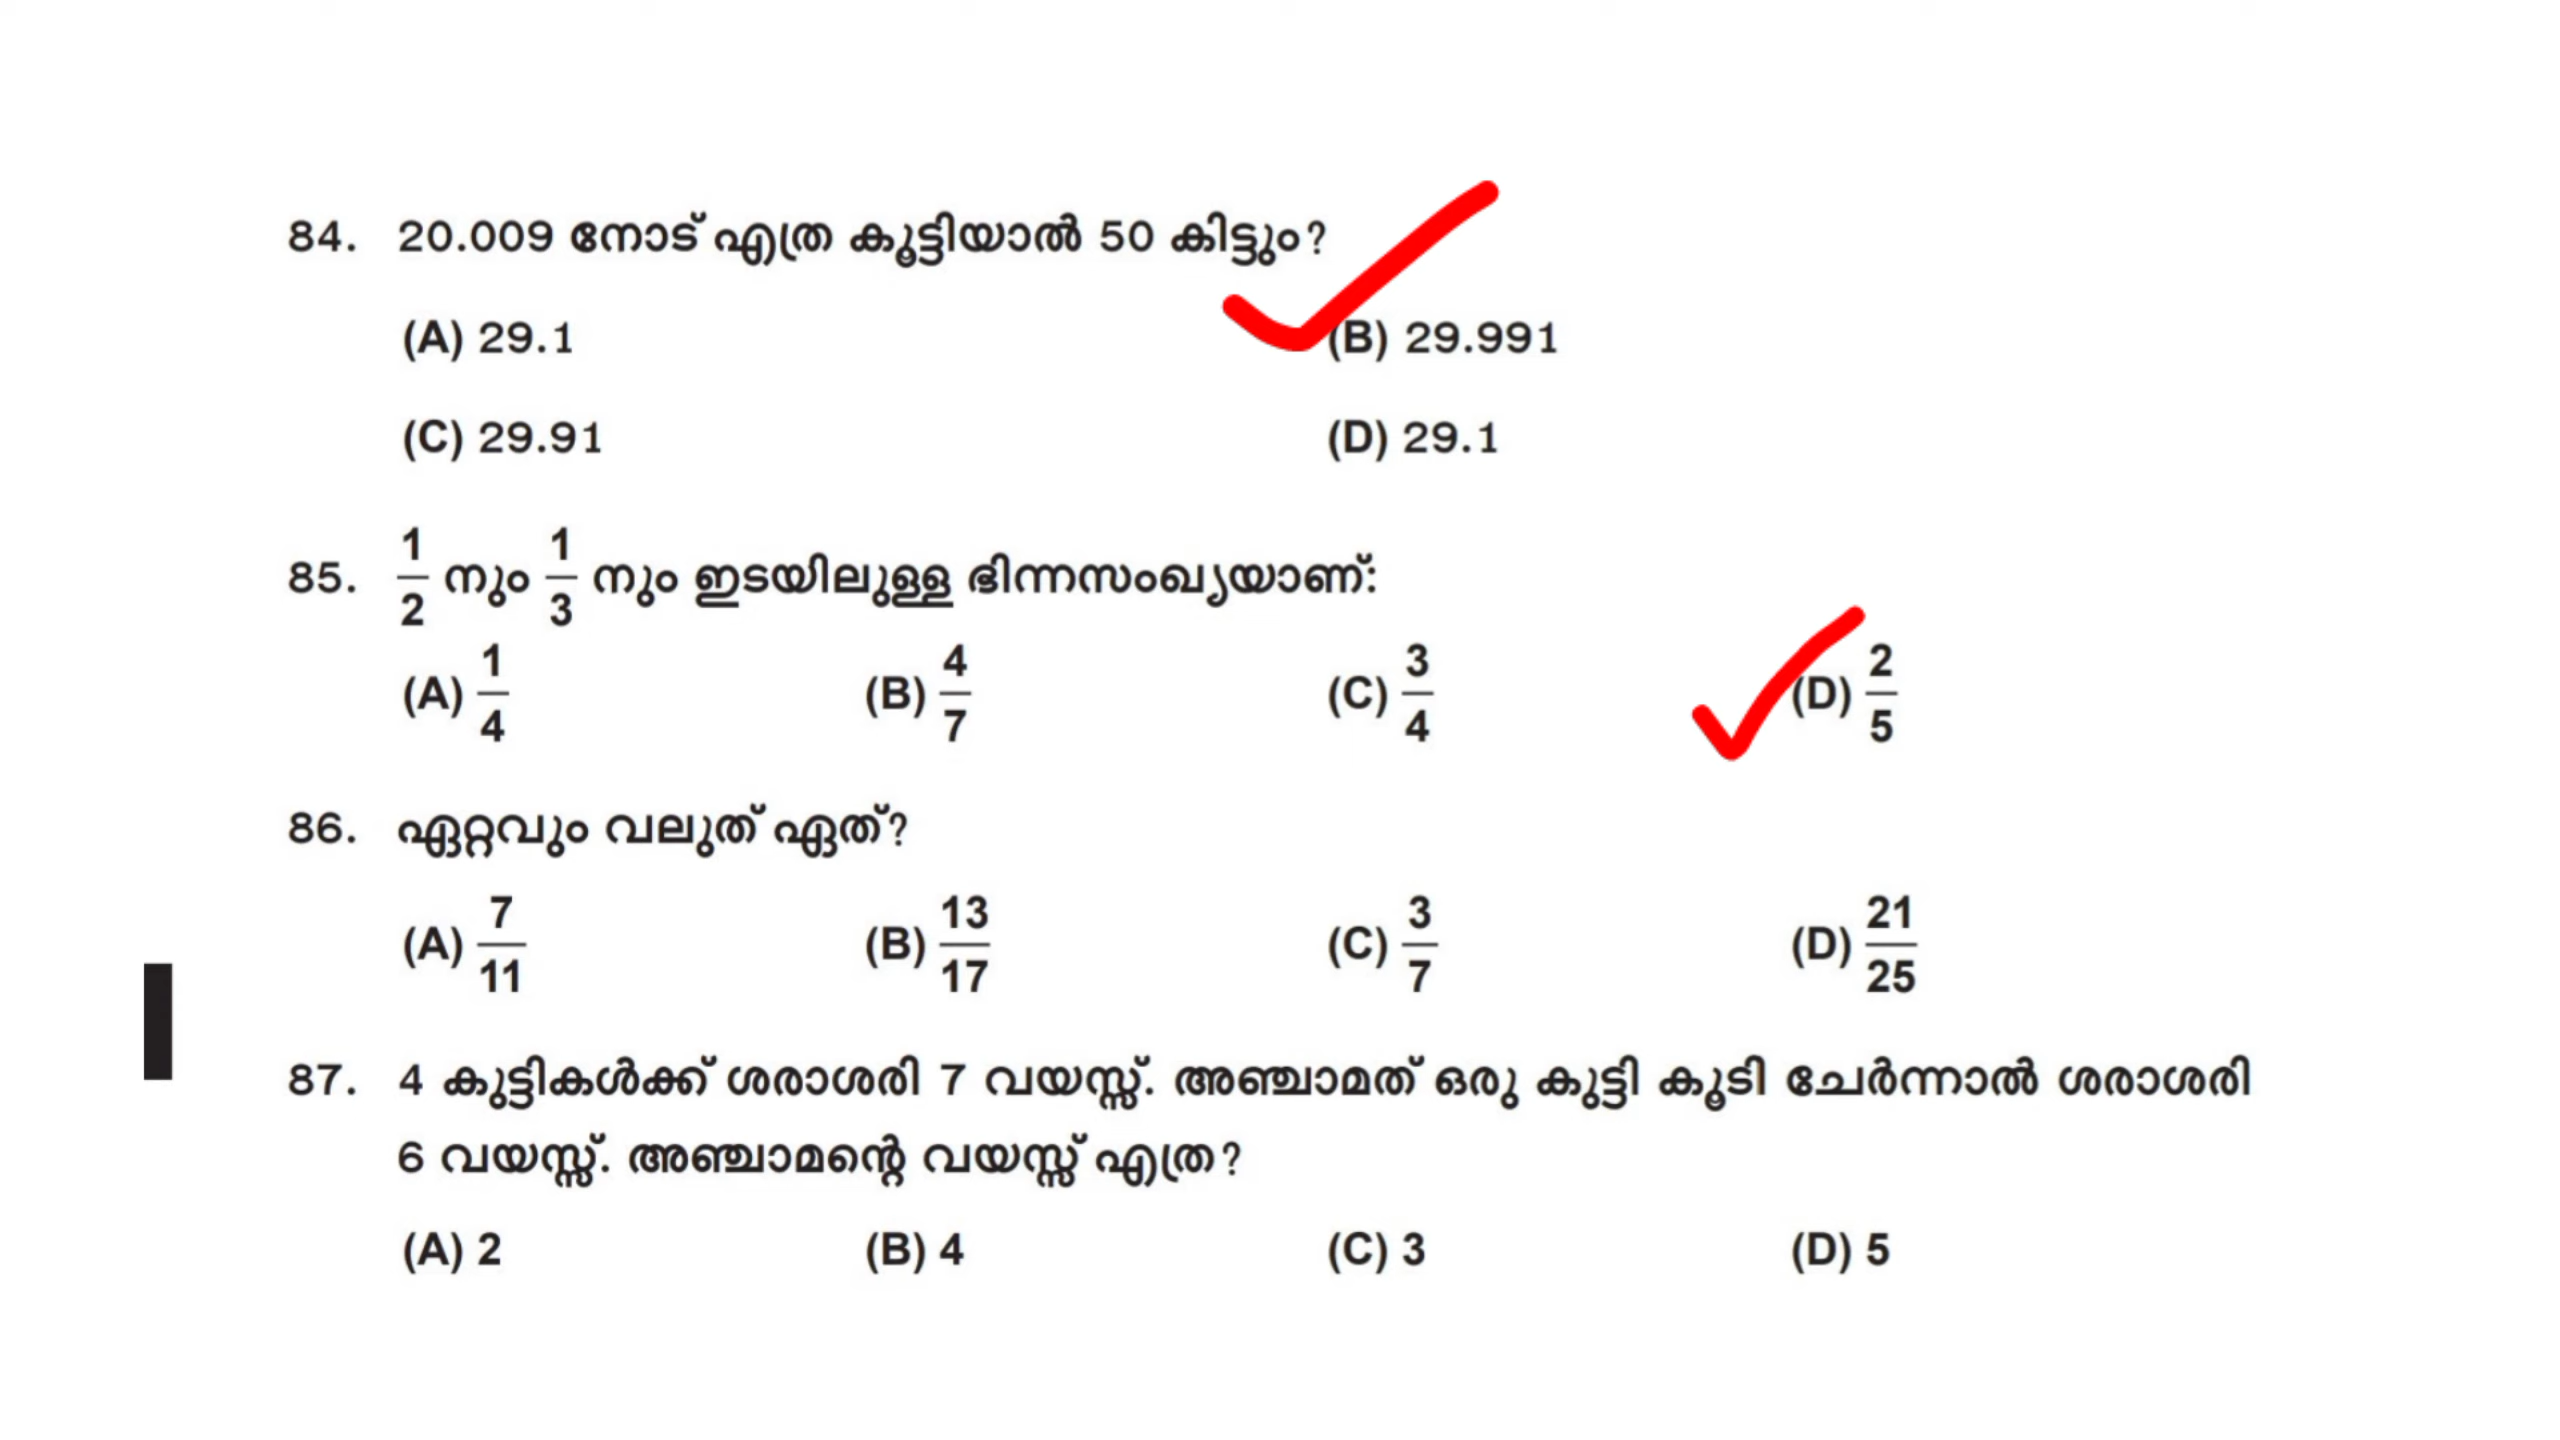 84. 20.009 നോട് എത്ര കൂട്ടിയാൽ 50 കിട്ടും?
(A) 29.1 (B) 29.991
(C) 29.91 (D) 29.1
85. 1/2 നും 1/3 നും ഇടയിലുള്ള ഭിന്നസംഖ്യയാണ്:
(A) 1/4 (B) 4/7 (C) 3/4 (D) 2/5
86. ഏറ്റവും വലുത് ഏത്?
(A) 7/11 (B) 13/17 (C) 3/7 (D) 21/25
87. 4 കുട്ടികൾക്ക് ശരാശരി 7 വയസ്സ്. അഞ്ചാമത് ഒരു കുട്ടി കൂടി ചേർന്നാൽ ശരാശരി
6 വയസ്സ്. അഞ്ചാമന്റെ വയസ്സ് എത്ര?
(A) 2 (B) 4 (C) 3 (D) 5